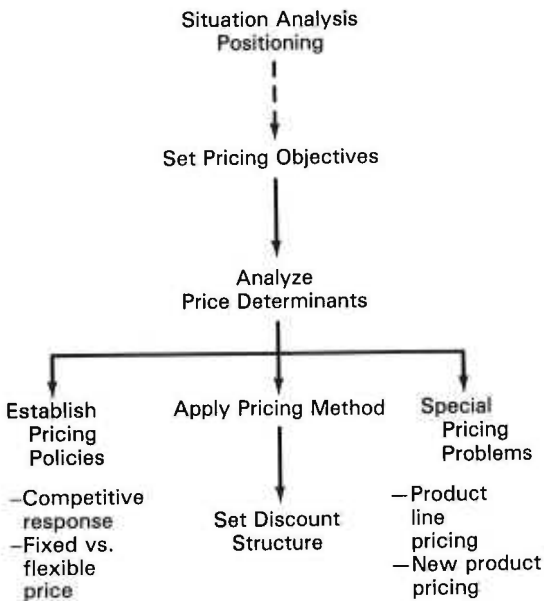 Situation Analysis
Positioning
Set Pricing Objectives
Analyze
Price Determinants
Establish
Pricing
Policies
–Competitive
response
–Fixed vs.
flexible
price
Apply Pricing Method
Set Discount
Structure
Special
Pricing
Problems
—Product
line
pricing
—New product
pricing